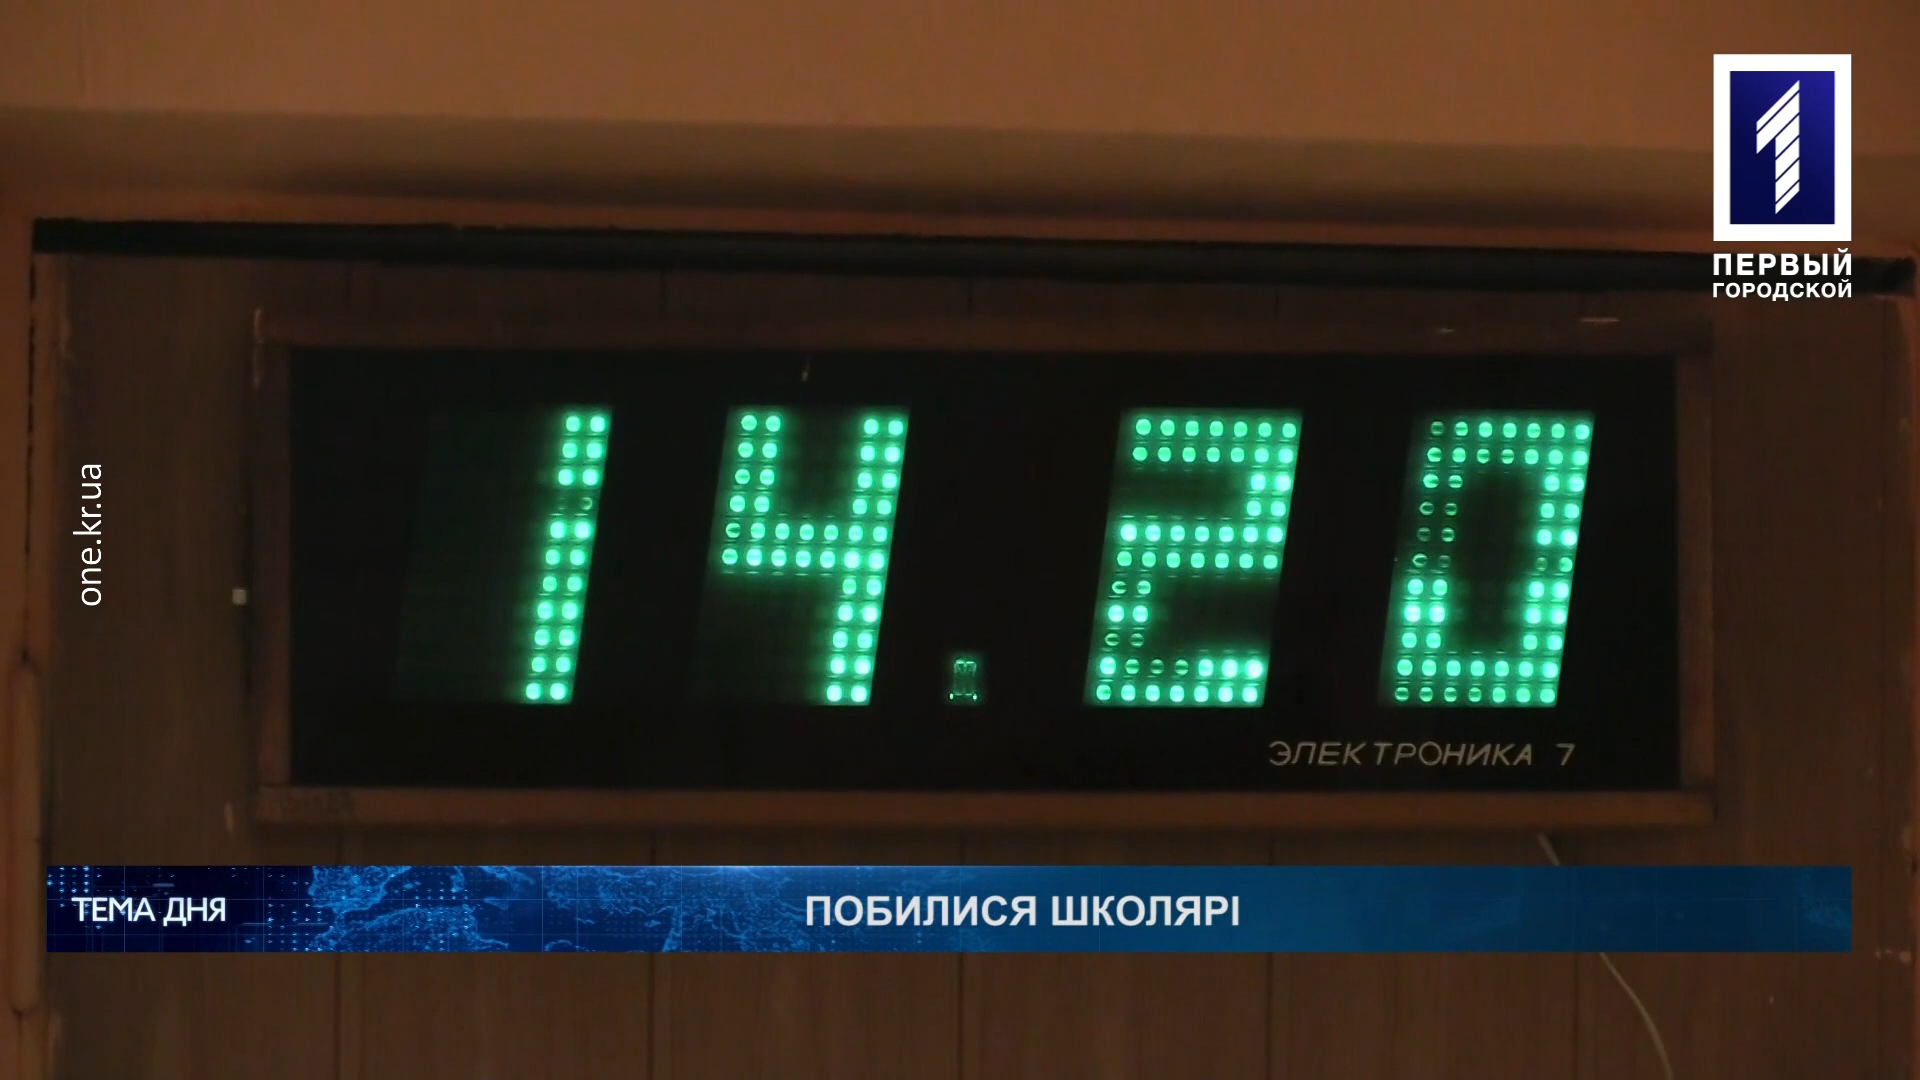 ПЕРВЫЙ
ГОРОДСКОЙ
one.kr.ua
14.20
ЭЛЕКТРОНИКА 7
ТЕМА ДНЯ
ПОБИЛИСЯ ШКОЛЯРІ